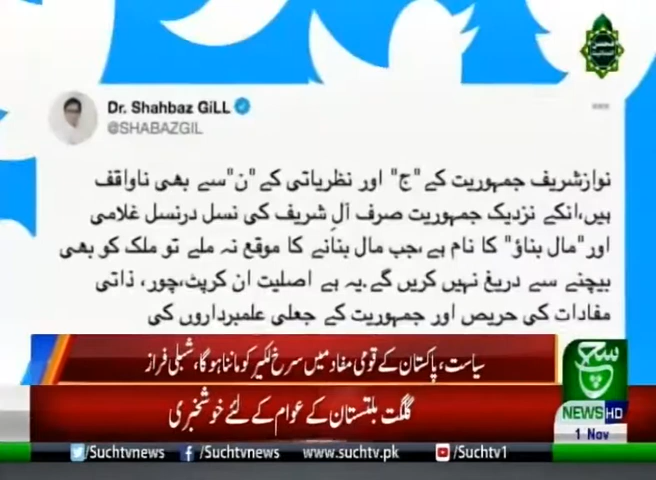 محسن انسانیت
Dr. Shahbaz GiLL
@SHABAZGIL
نوازشریف جمہوریت کے "ج" اور نظریاتی کے "ن" سے بھی ناواقف
ہیں،انکے نزدیک جمہوریت صرف آلِ شریف کی نسل درنسل غلامی
اور"مال بناؤ" کا نام ہے،جب مال بنانے کا موقع نہ ملے تو ملک کو بھی
بیچنے سے دریغ نہیں کریں گے۔یہ ہے اصلیت ان کرپٹ،چور، ذاتی
مفادات کی حریص اور جمہوریت کے جعلی علمبرداروں کی
سیاست، پاکستان کے قومی مفاد میں سرخ لکیر کو ماننا ہوگا، شبلی فراز
گلگت بلتستان کے عوام کے لئے خوشخبری
سچ
NEWS HD
1 Nov
/Suchtvnews /Suchtvnews www.suchtv.pk /Suchtv1